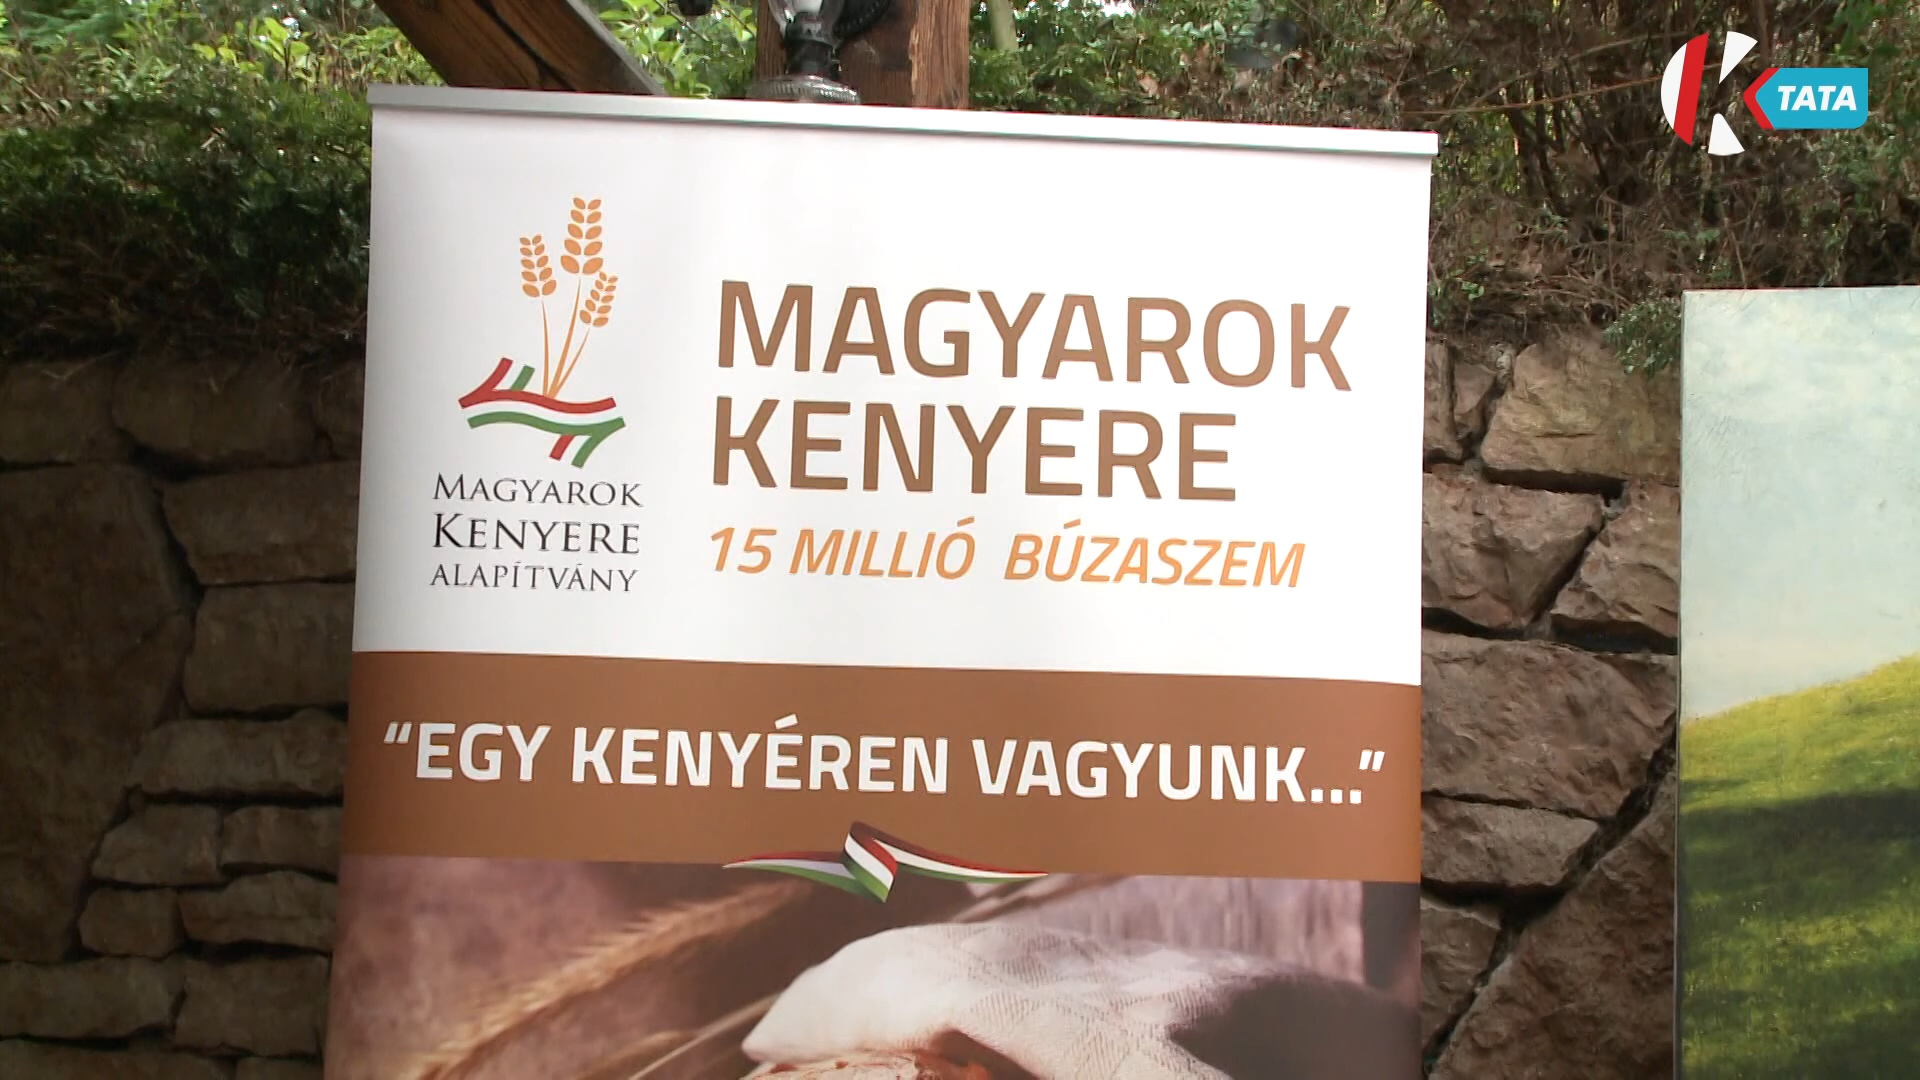 K TATA
MAGYAROK
KENYERE
15 MILLIÓ BÚZASZEM
MAGYAROK
KENYERE
ALAPÍTVÁNY
“EGY KENYÉREN VAGYUNK...”